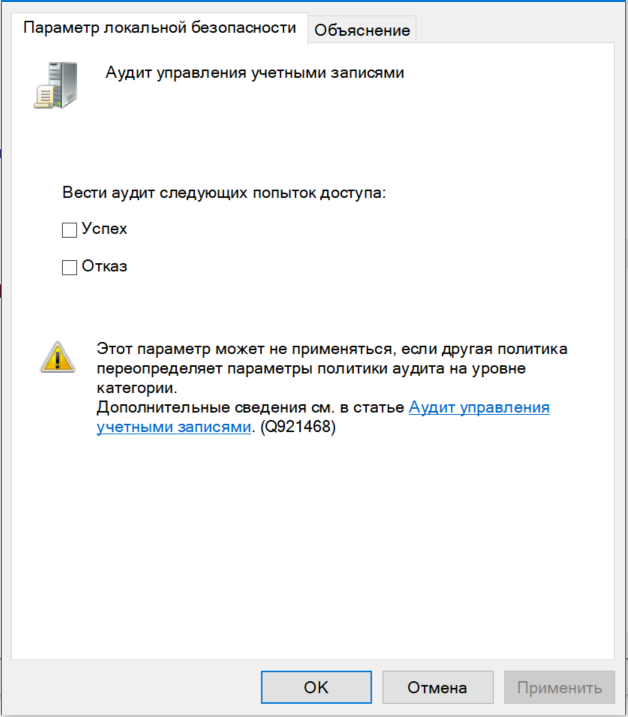 Параметр локальной безопасности
Объяснение
Аудит управления учетными записями
Вести аудит следующих попыток доступа:
Успех
Отказ
Этот параметр может не применяться, если другая политика
переопределяет параметры политики аудита на уровне
категории.
Дополнительные сведения см. в статье Аудит управления
учетными записями. (Q921468)
OK
Отмена
Применить